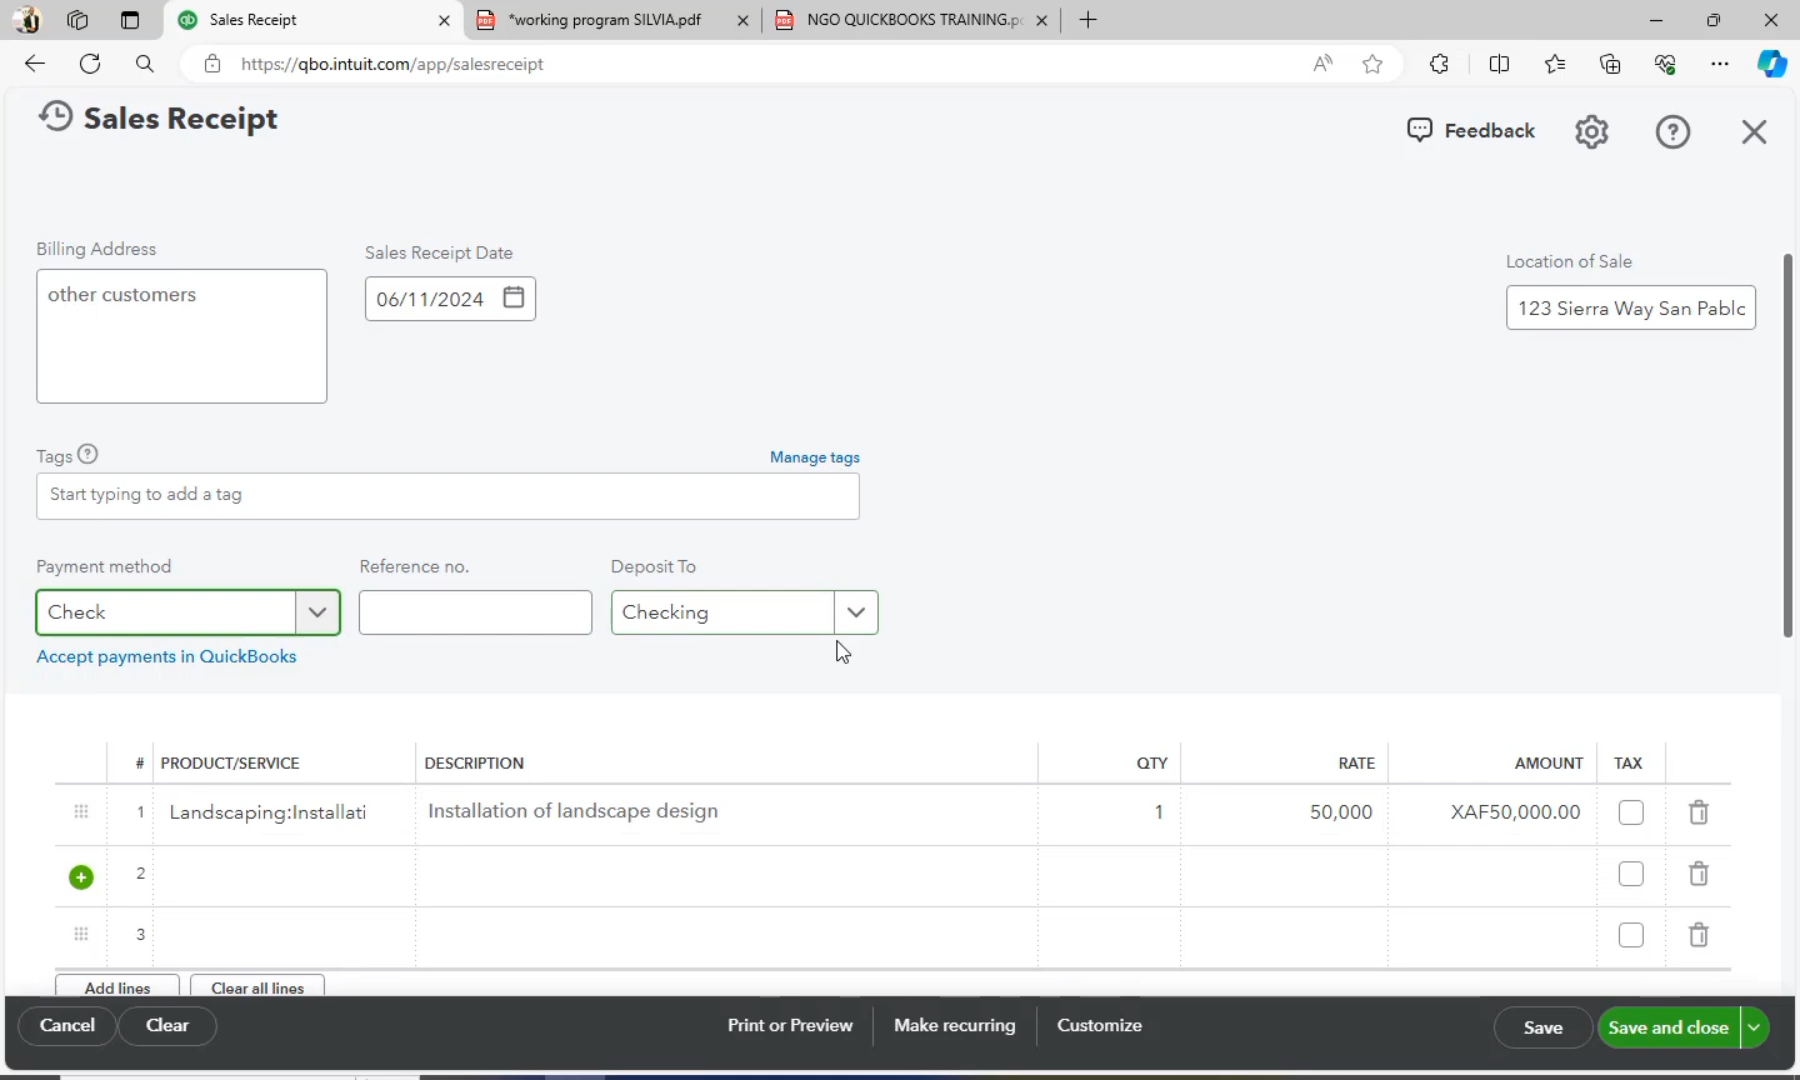 Sales Receipt
*working program SILVIA.pdf
NGO QUICKBOOKS TRAINING.p
https://qbo.intuit.com/app/salesreceipt
Sales Receipt
Feedback
Billing Address
other customers
Sales Receipt Date
06/11/2024
Location of Sale
123 Sierra Way San Pablo
Tags
Manage tags
Start typing to add a tag
Payment method
Reference no.
Deposit To
Check
Checking
Accept payments in QuickBooks
# PRODUCT/SERVICE DESCRIPTION QTY RATE AMOUNT TAX
1 Landscaping:Installati Installation of landscape design 1 50,000 XAF50,000.00
2
3
Add lines
Clear all lines
Cancel
Clear
Print or Preview
Make recurring
Customize
Save
Save and close